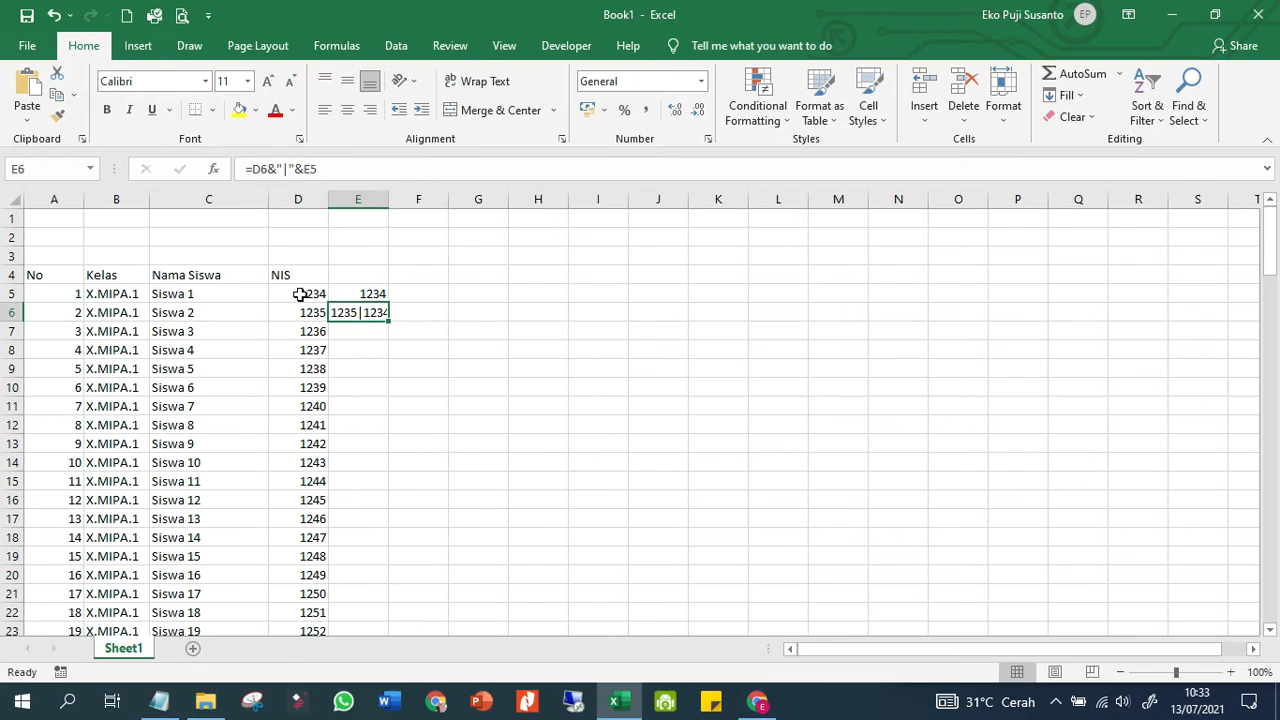 Book1 - Excel
Eko Puji Susanto EP
File Home Insert Draw Page Layout Formulas Data Review View Developer Help Tell me what you want to do Share
Paste
Calibri 11
B I U
Wrap Text
Merge & Center
General
Conditional Formatting
Format as Table
Cell Styles
Insert
Delete
Format
AutoSum
Fill
Clear
Sort & Filter
Find & Select
Clipboard Font Alignment Number Styles Cells Editing
E6 fx =D6&"|"&E5
A B C D E F G H I J K L M N O P Q R S T
1
2
3
4 No Kelas Nama Siswa NIS
5 1 X.MIPA.1 Siswa 1 1234 1234
6 2 X.MIPA.1 Siswa 2 1235 1235|1234
7 3 X.MIPA.1 Siswa 3 1236
8 4 X.MIPA.1 Siswa 4 1237
9 5 X.MIPA.1 Siswa 5 1238
10 6 X.MIPA.1 Siswa 6 1239
11 7 X.MIPA.1 Siswa 7 1240
12 8 X.MIPA.1 Siswa 8 1241
13 9 X.MIPA.1 Siswa 9 1242
14 10 X.MIPA.1 Siswa 10 1243
15 11 X.MIPA.1 Siswa 11 1244
16 12 X.MIPA.1 Siswa 12 1245
17 13 X.MIPA.1 Siswa 13 1246
18 14 X.MIPA.1 Siswa 14 1247
19 15 X.MIPA.1 Siswa 15 1248
20 16 X.MIPA.1 Siswa 16 1249
21 17 X.MIPA.1 Siswa 17 1250
22 18 X.MIPA.1 Siswa 18 1251
23 19 X.MIPA.1 Siswa 19 1252
Sheet1
Ready 100%
31°C Cerah 10:33
13/07/2021